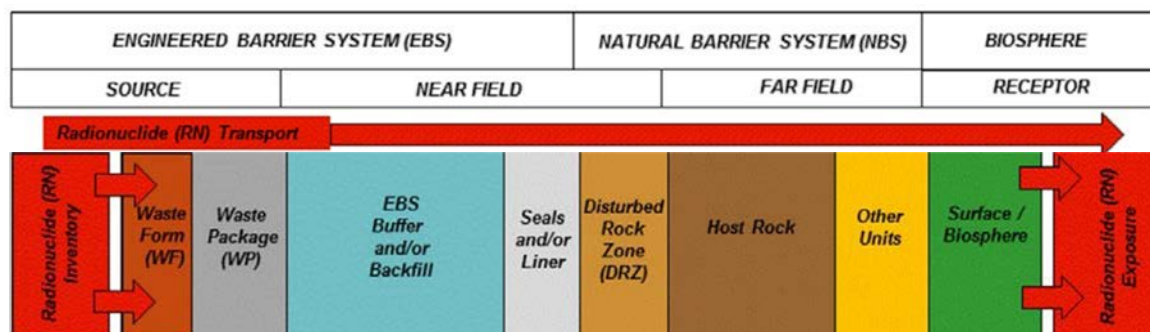 ENGINEERED BARRIER SYSTEM (EBS)
NATURAL BARRIER SYSTEM (NBS)
BIOSPHERE
SOURCE
NEAR FIELD
FAR FIELD
RECEPTOR
Radionuclide (RN) Transport
Radionuclide (RN)
Inventory
Waste
Form
(WF)
Waste
Package
(WP)
EBS
Buffer
and/or
Backfill
Seals
and/or
Liner
Disturbed
Rock
Zone
(DRZ)
Host Rock
Other
Units
Surface /
Biosphere
Radionuclide (RN)
Exposure